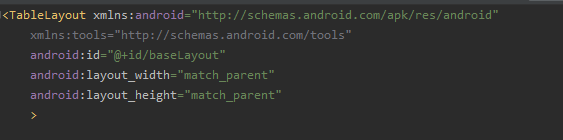 <TableLayout xmlns:android="http://schemas.android.com/apk/res/android"
xmlns:tools="http://schemas.android.com/tools"
android:id="@+id/baseLayout"
android:layout_width="match_parent"
android:layout_height="match_parent"
>